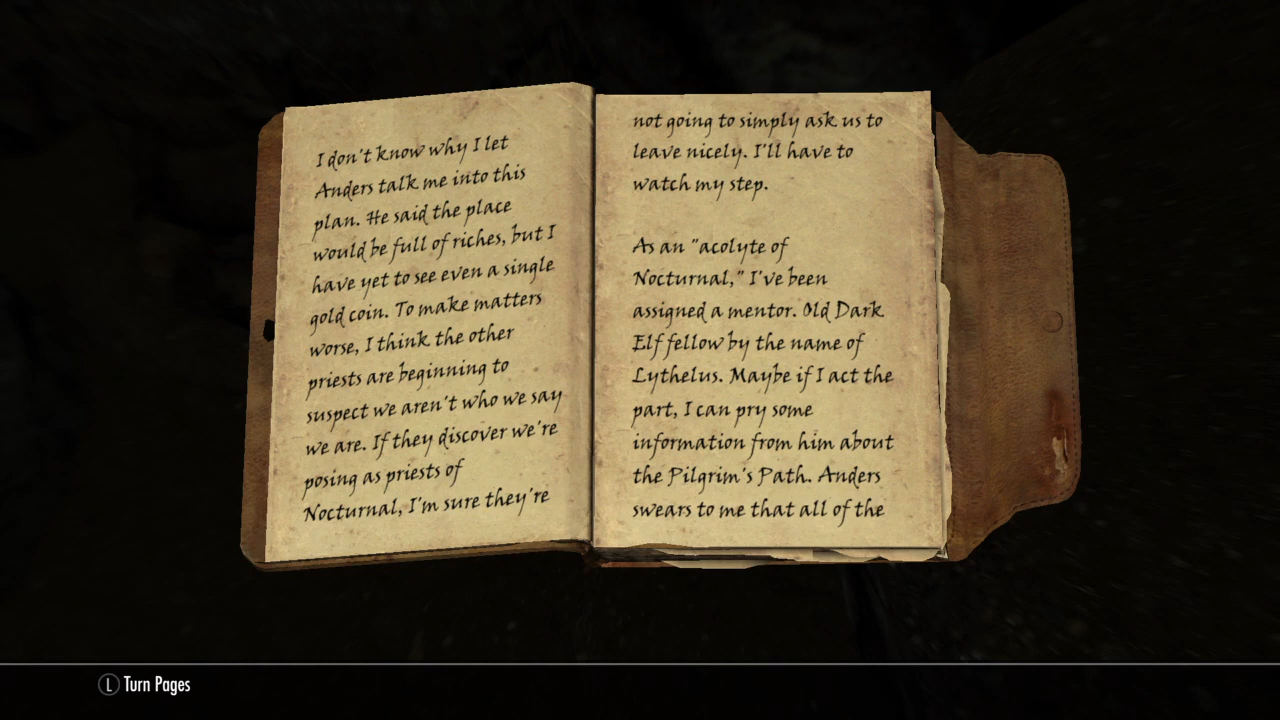 I don't know why I let
Anders talk me into this
plan. He said the place
would be full of riches, but I
have yet to see even a single
gold coin. To make matters
worse, I think the other
priests are beginning to
suspect we aren't who we say
we are. If they discover we're
posing as priests of
Nocturnal, I'm sure they're
not going to simply ask us to
leave nicely. I'll have to
watch my step.
As an "acolyte of
Nocturnal," I've been
assigned a mentor. Old Dark
Elf fellow by the name of
Lythelus. Maybe if I act the
part, I can pry some
information from him about
the Pilgrim's Path. Anders
swears to me that all of the
L Turn Pages